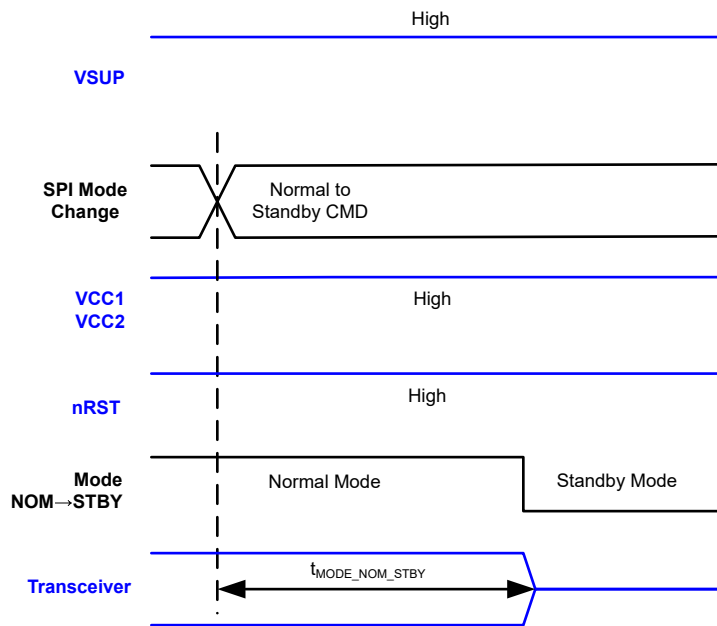 High
VSUP
SPI Mode
Change
Normal to
Standby CMD
VCC1
VCC2
High
nRST
High
Mode
NOM→STBY
Normal Mode
Standby Mode
Transceiver
tMODE_NOM_STBY